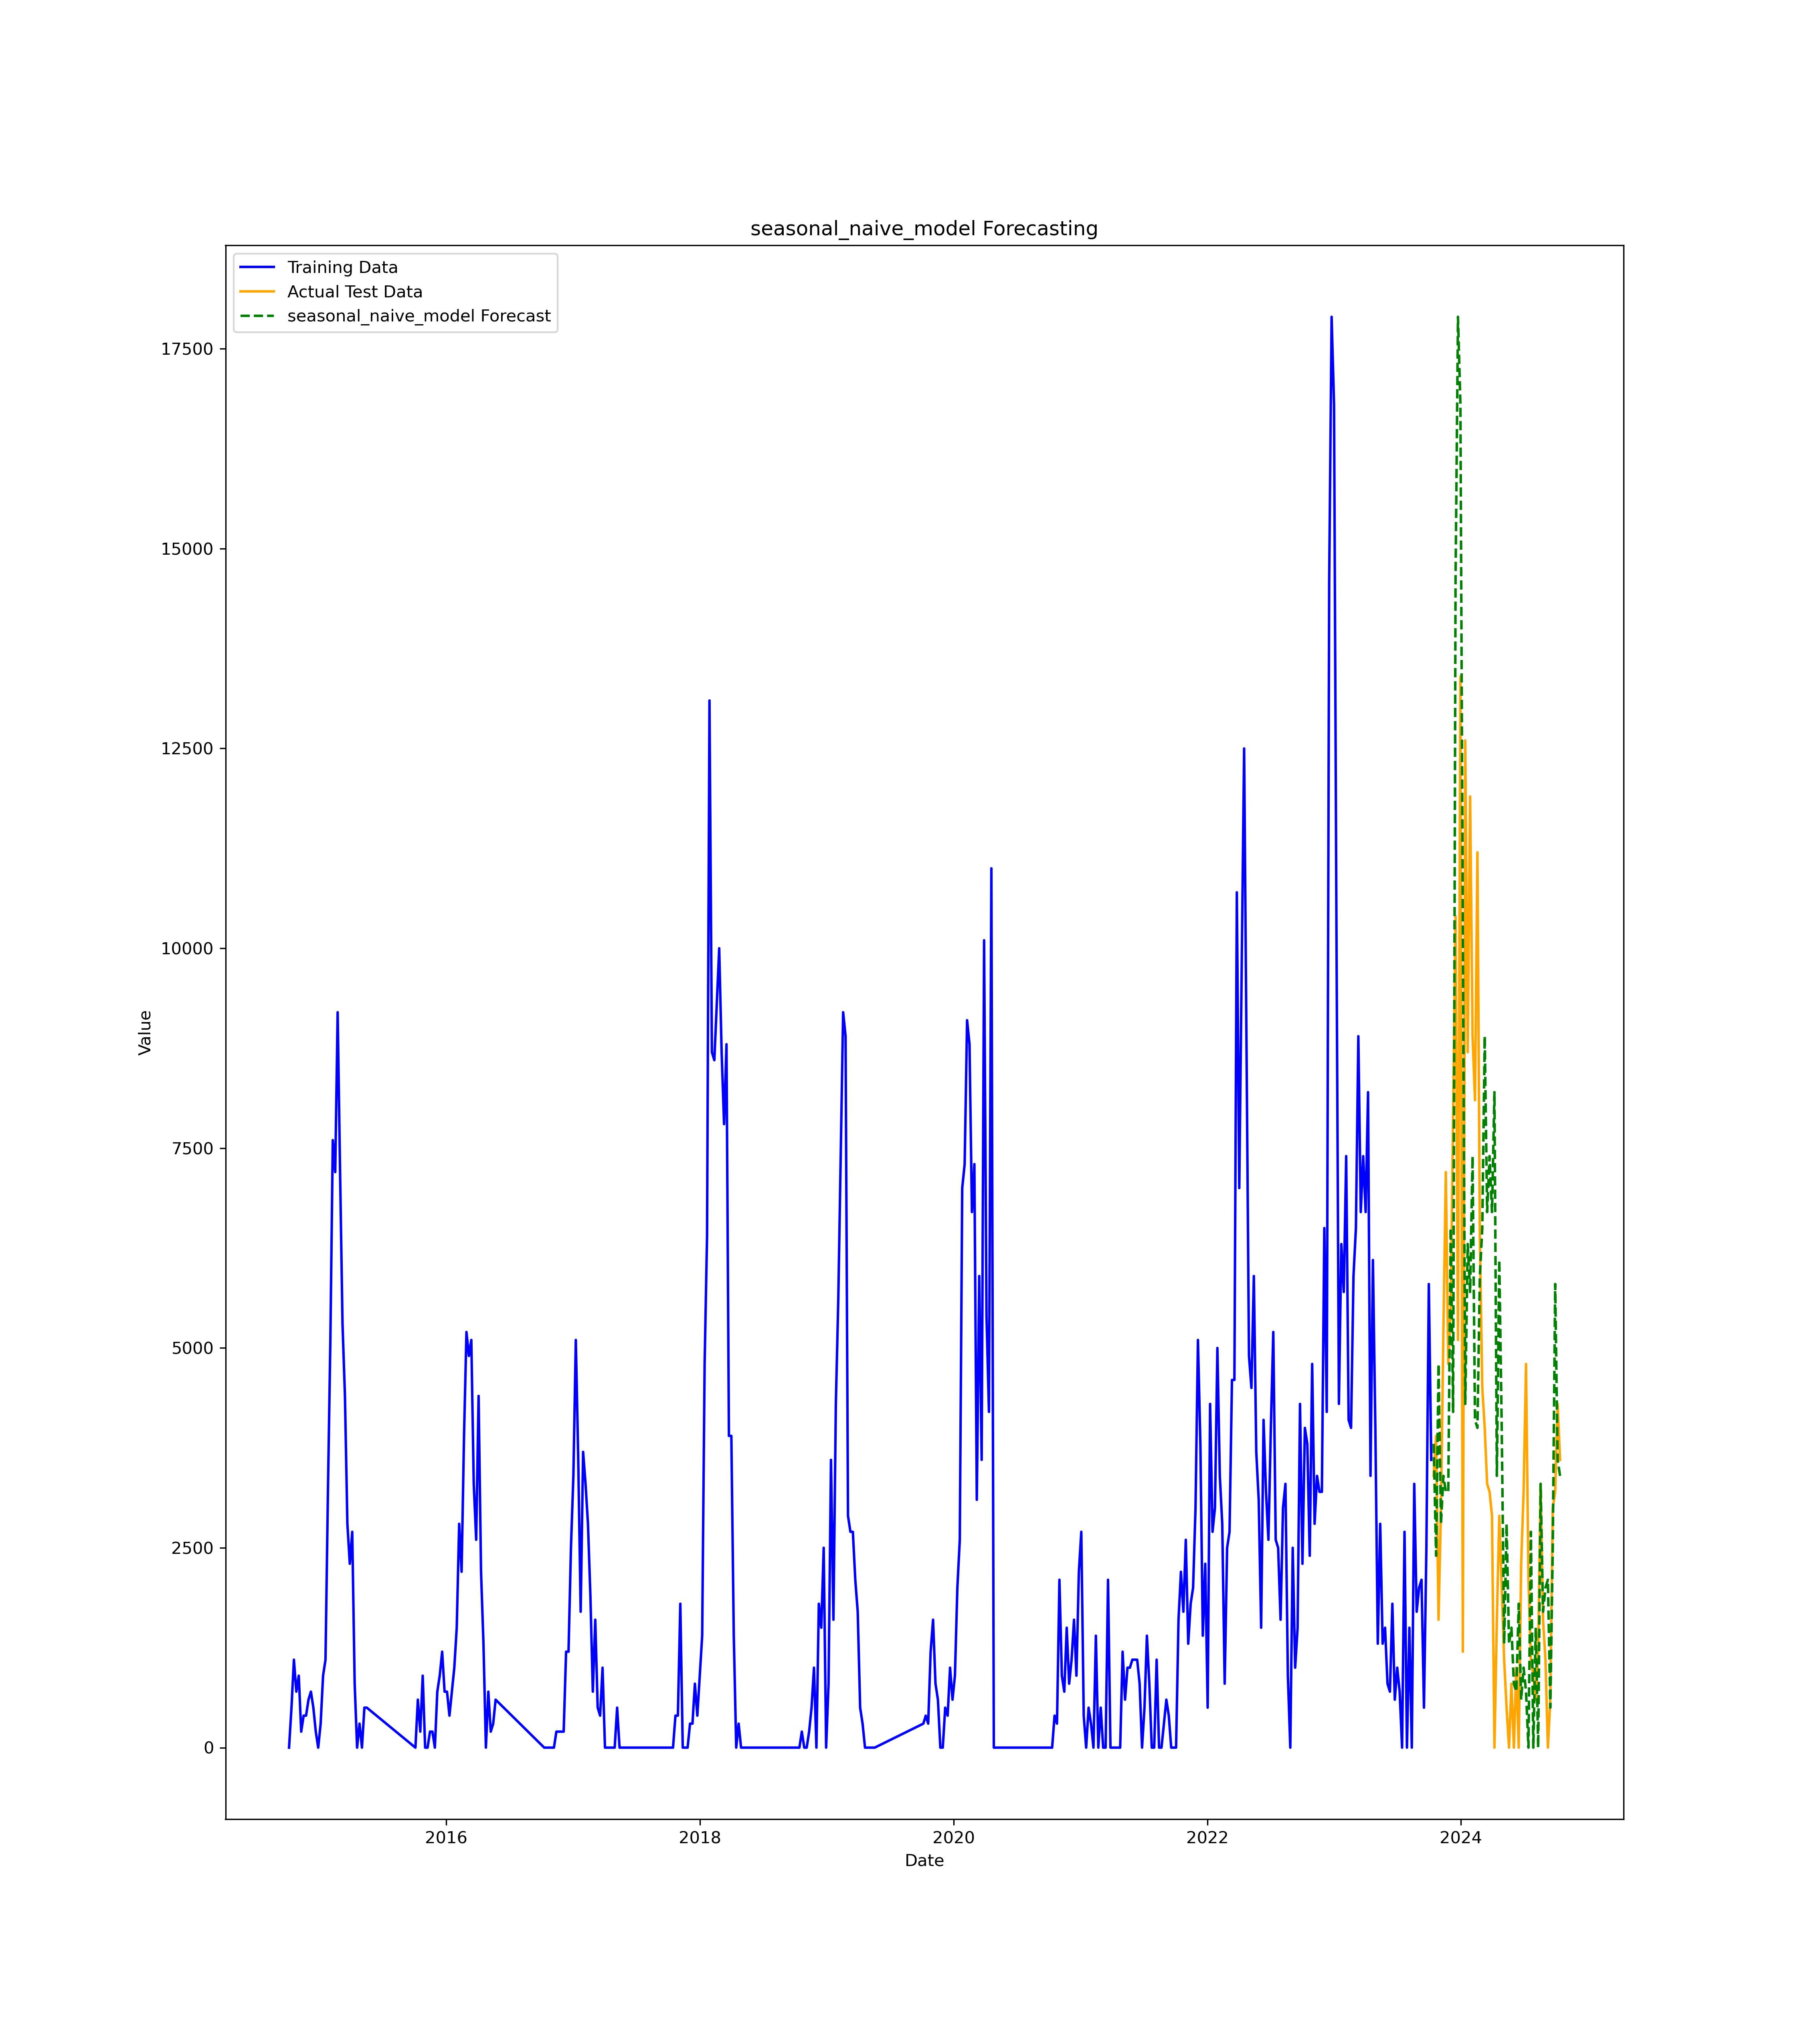 seasonal_naive_model Forecasting
Training Data
Actual Test Data
seasonal_naive_model Forecast
17500
15000
12500
10000
7500
5000
2500
0
Value
2016 2018 2020 2022 2024
Date